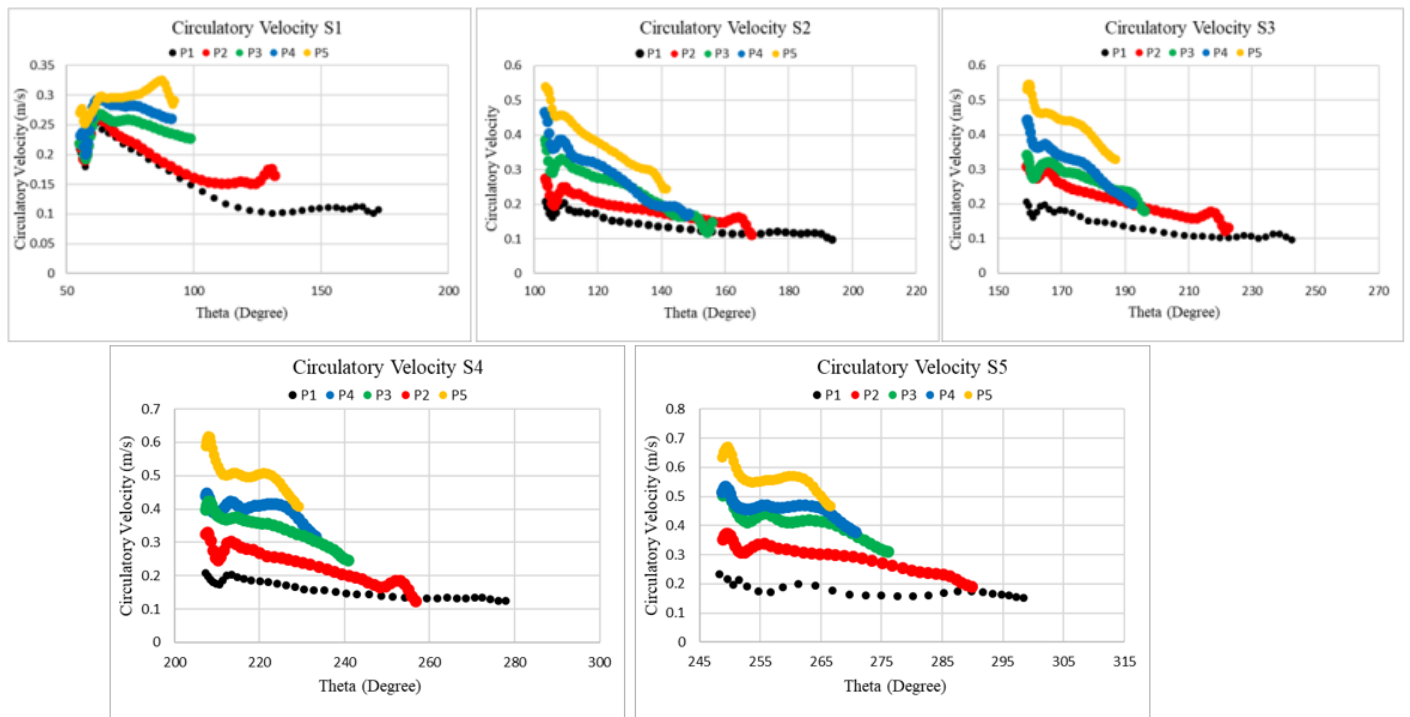 Circulatory Velocity S1
P1 P2 P3 P4 P5
Circulatory Velocity (m/s)
0.35
0.3
0.25
0.2
0.15
0.1
0.05
0
50 100 150 200
Theta (Degree)
Circulatory Velocity S2
P1 P2 P3 P4 P5
Circulatory Velocity
0.6
0.5
0.4
0.3
0.2
0.1
0
100 120 140 160 180 200 220
Theta (Degree)
Circulatory Velocity S3
P1 P2 P3 P4 P5
Circulatory Velocity (m/s)
0.6
0.5
0.4
0.3
0.2
0.1
0
150 170 190 210 230 250 270
Theta (Degree)
Circulatory Velocity S4
P1 P4 P3 P2 P5
Circulatory Velocity (m/s)
0.7
0.6
0.5
0.4
0.3
0.2
0.1
0
200 220 240 260 280 300
Theta (Degree)
Circulatory Velocity S5
P1 P2 P3 P4 P5
Circulatory Velocity (m/s)
0.8
0.7
0.6
0.5
0.4
0.3
0.2
0.1
0
245 255 265 275 285 295 305 315
Theta (Degree)